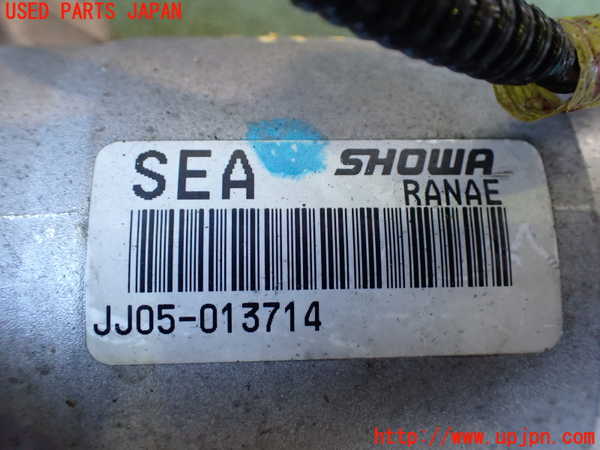 USED PARTS JAPAN
SEA SHOWA
RANAE
JJ05-013714
http://www.upjpn.com